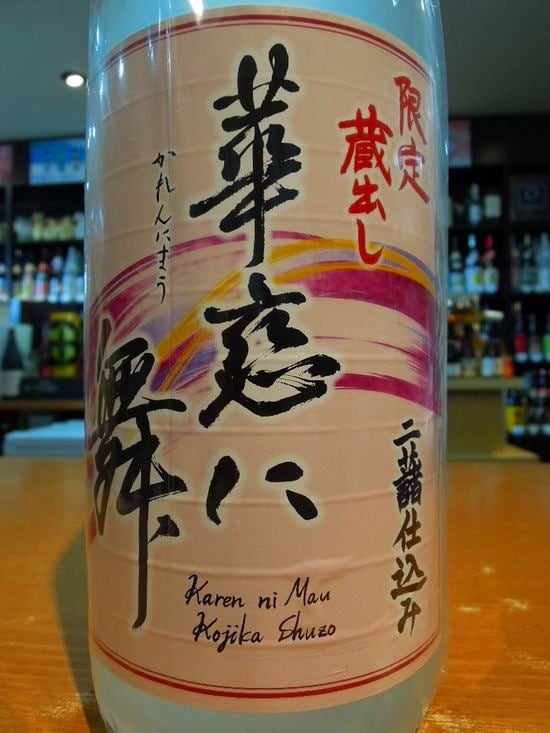 限定
蔵出し
華恋に
舞
かれんにまう
二藷仕込み
Karen ni Mau
Kojika Shuzo